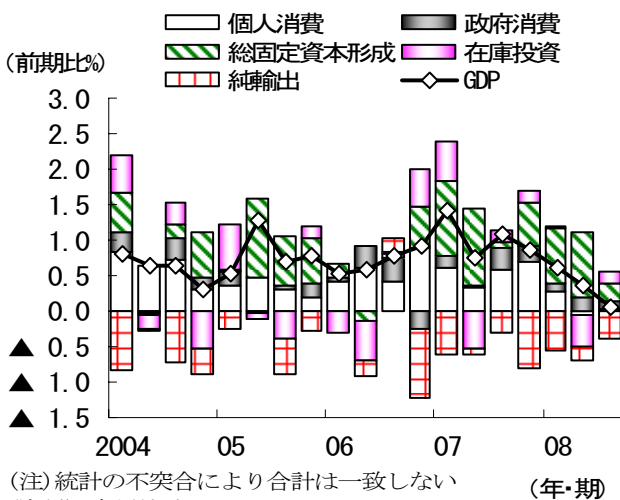 個人消費 政府消費
総固定資本形成 在庫投資
純輸出 GDP
(前期比%)
3.0
2.5
2.0
1.5
1.0
0.5
0.0
▲ 0.5
▲ 1.0
▲ 1.5
2004 05 06 07 08
(年・期)
(注)統計の不突合により合計は一致しない